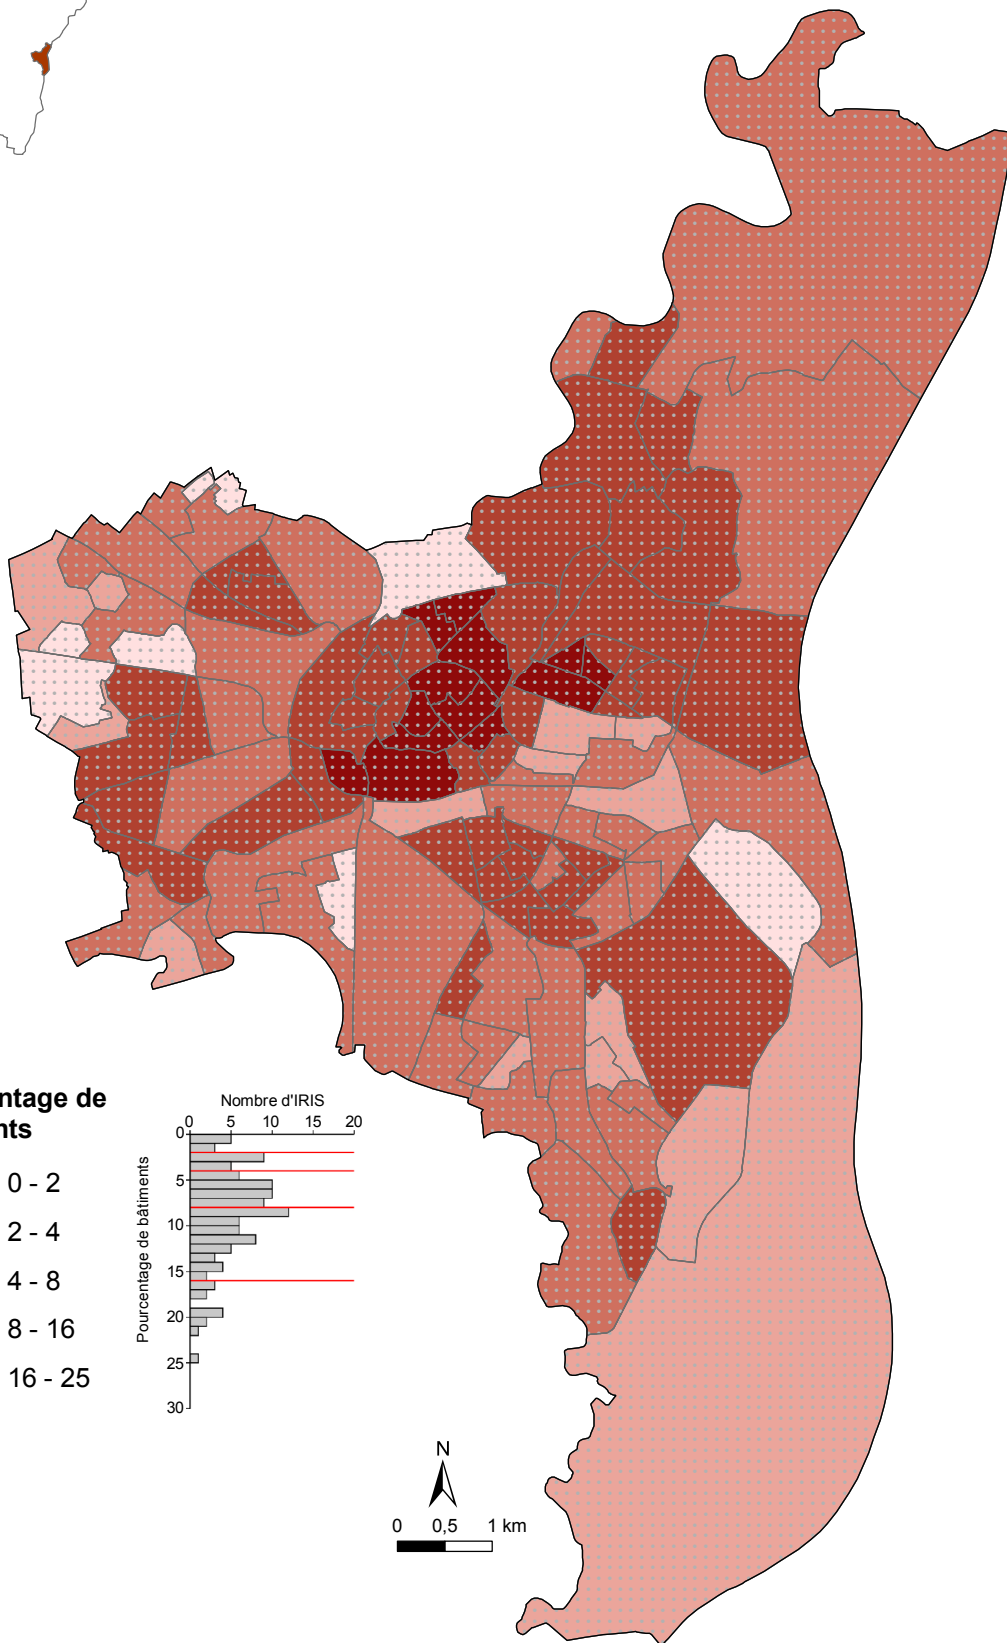 ntage de
nts
0 - 2
2 - 4
4 - 8
8 - 16
16 - 25
Nombre d'IRIS
0 5 10 15 20
Pourcentage de bâtiments
0
5
10
15
20
25
30
N
0 0,5 1 km